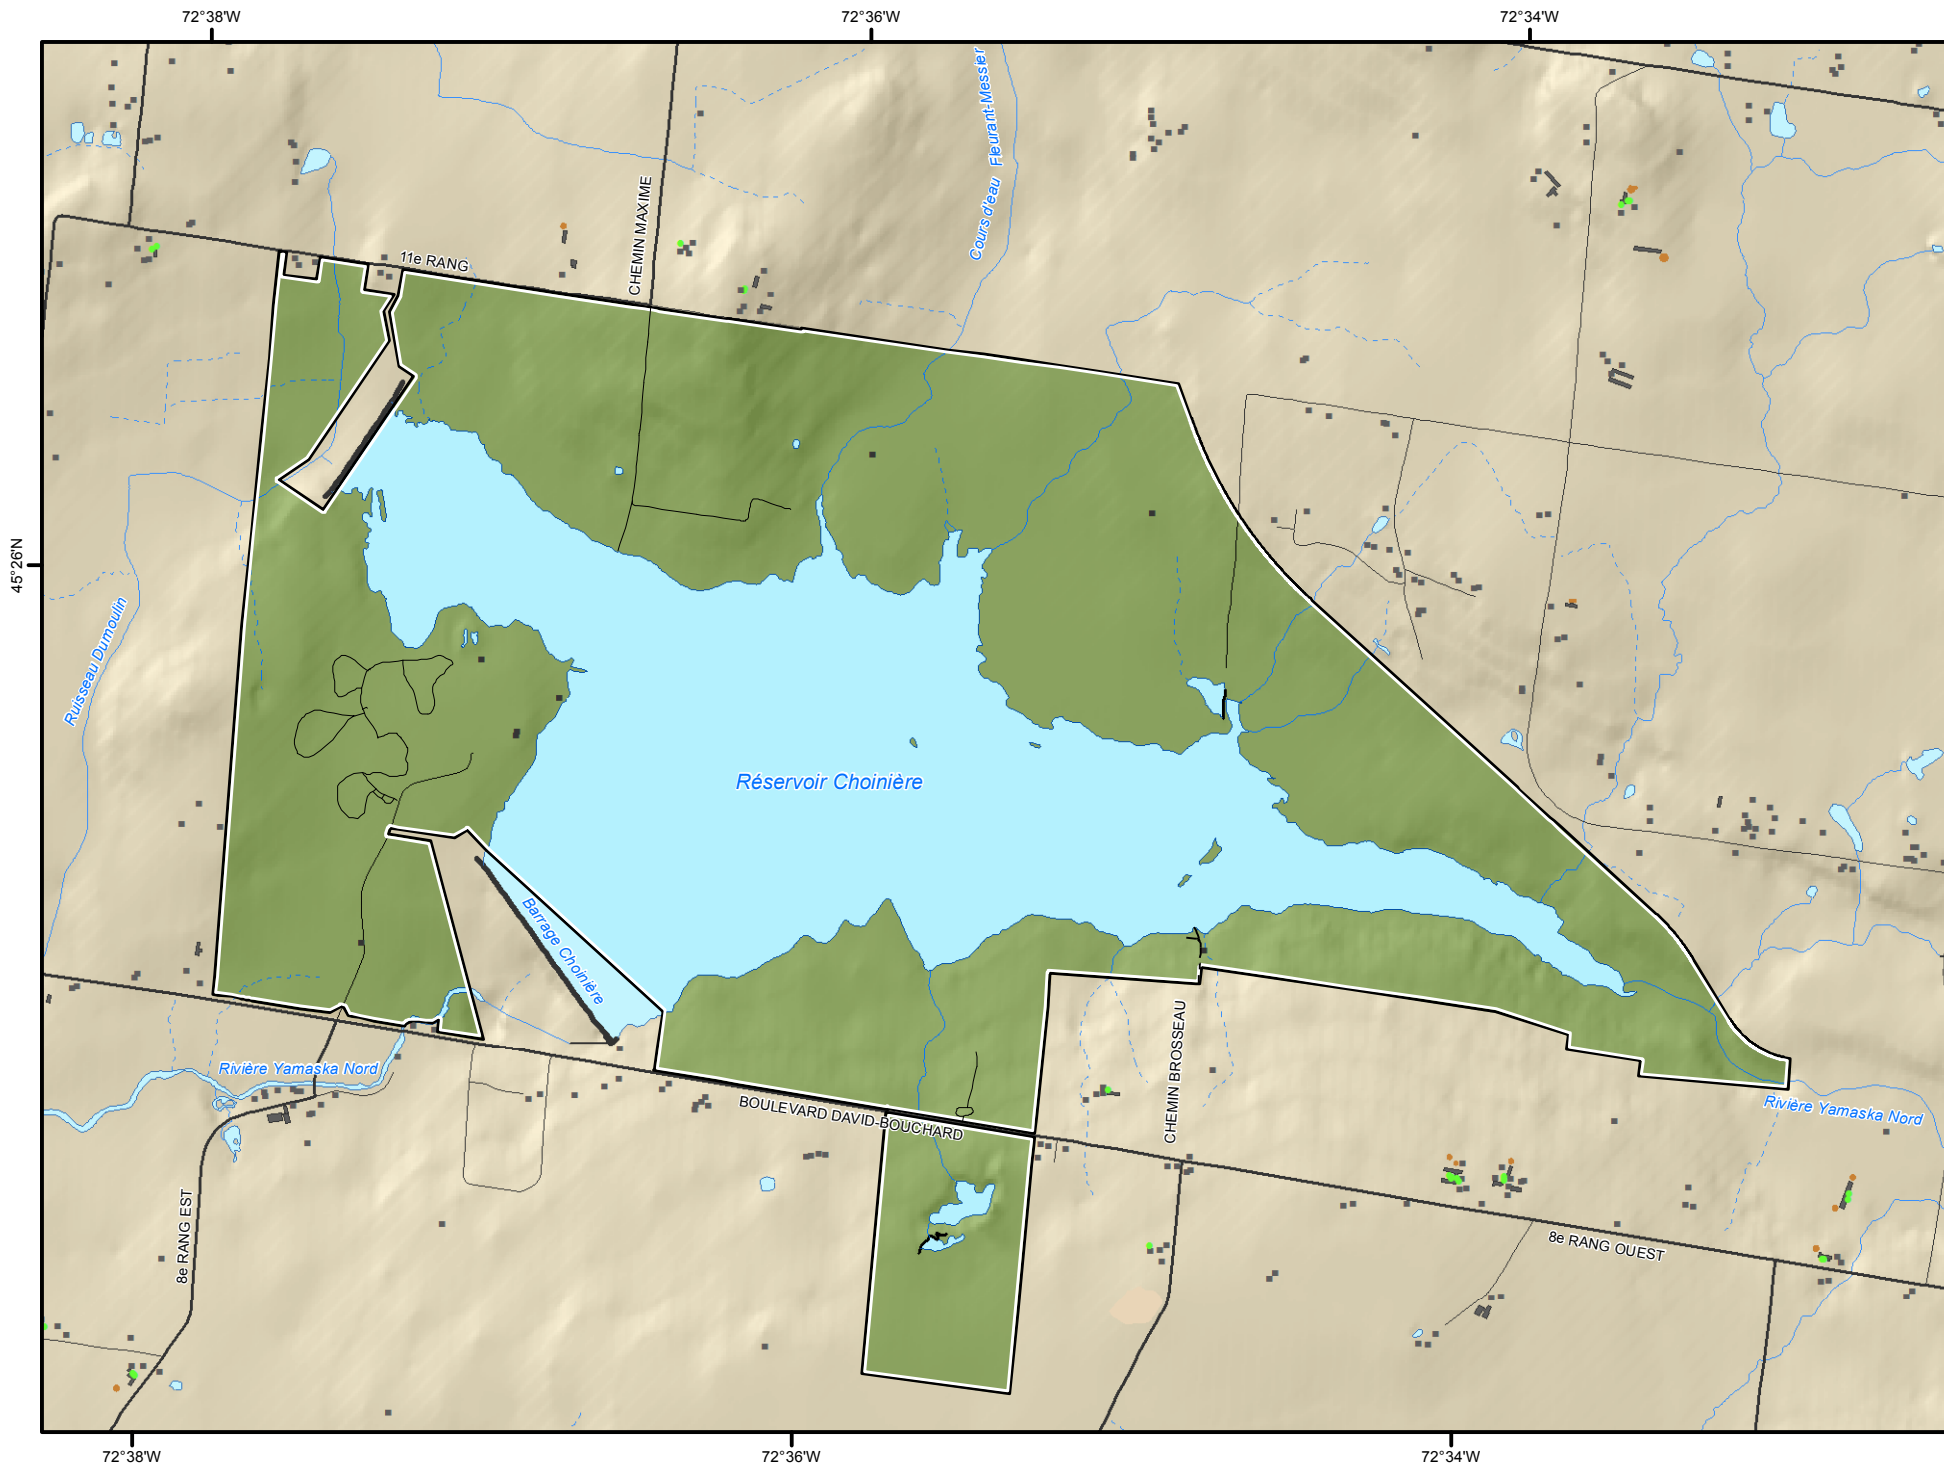 72°38'W
72°36'W
72°34'W
Cours d'eau Fleurant-Messier
CHEMIN MAXIME
11e RANG
45°26'N
Ruisseau Dumoulin
Réservoir Choinière
Barrage Choinière
CHEMIN BROSSEAU
Rivière Yamaska Nord
BOULEVARD DAVID-BOUCHARD
Rivière Yamaska Nord
8e RANG EST
8e RANG OUEST
72°38'W
72°36'W
72°34'W